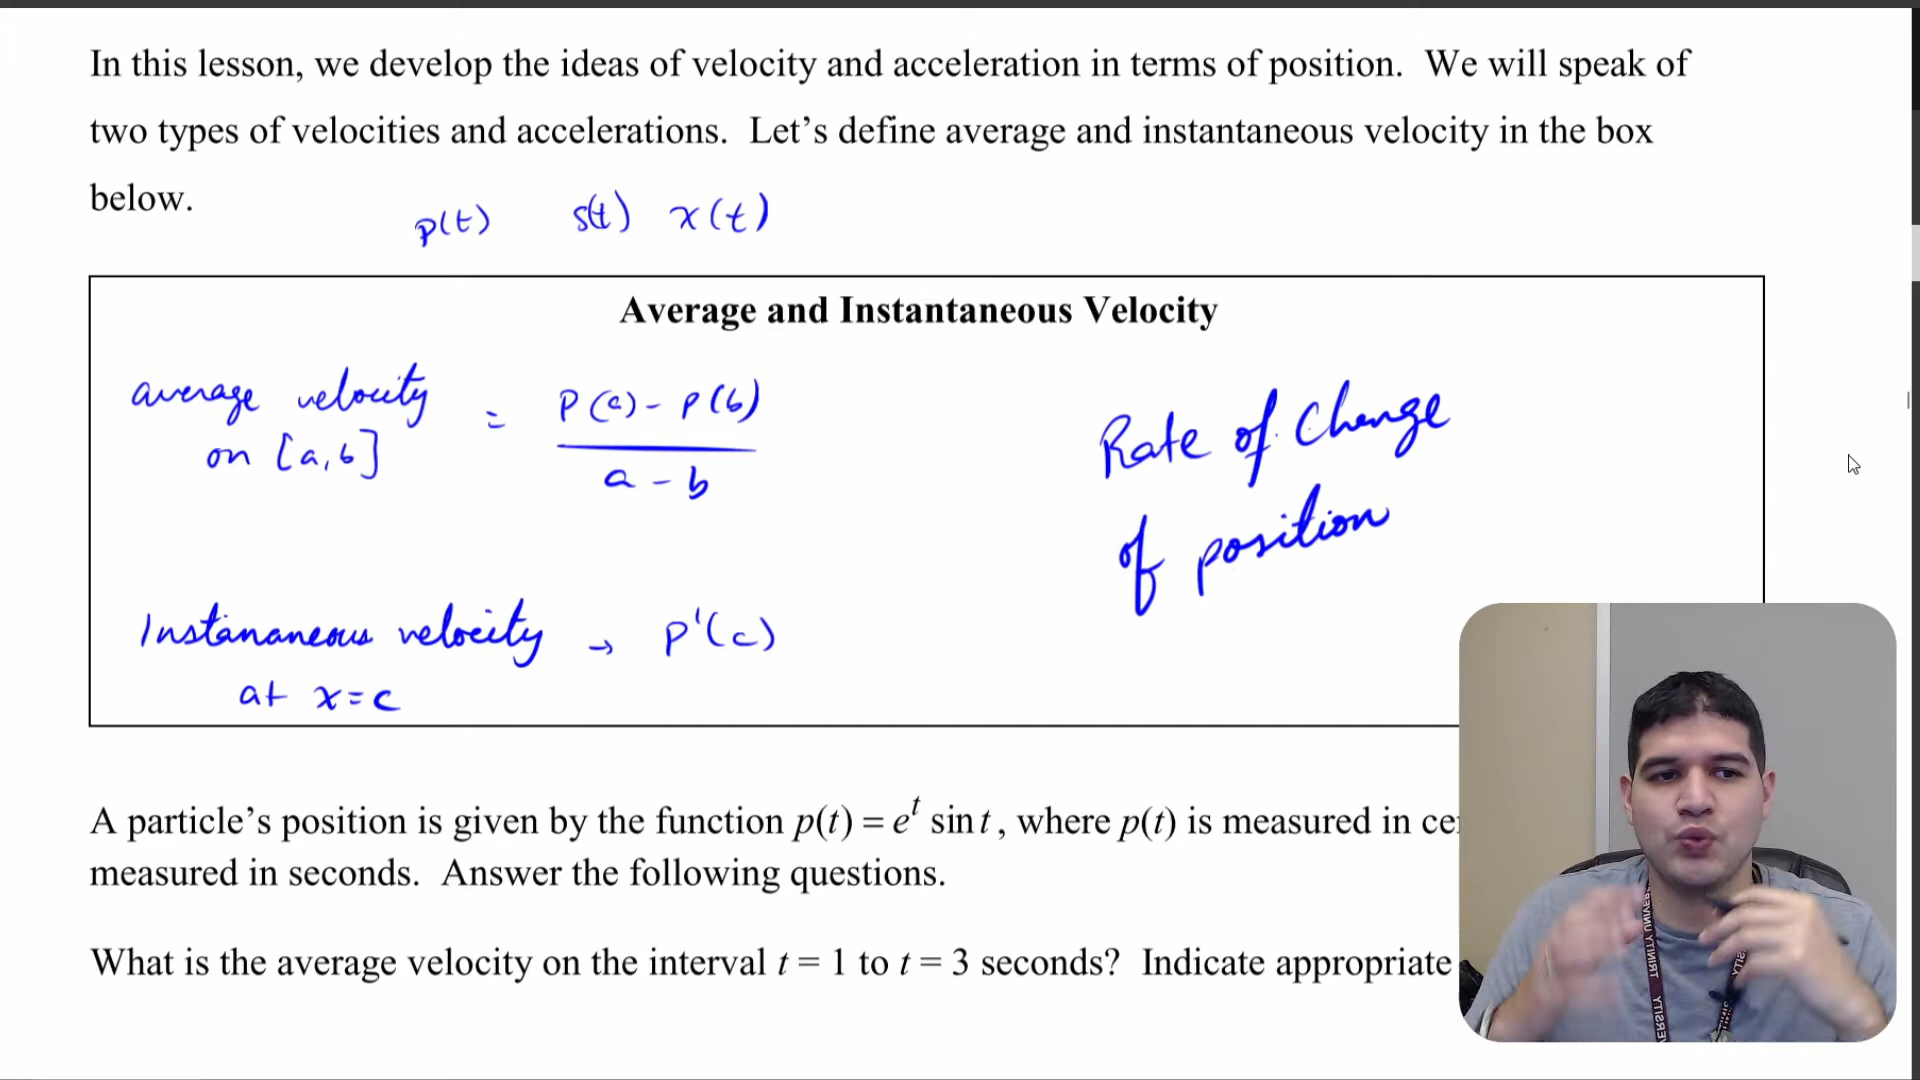 In this lesson, we develop the ideas of velocity and acceleration in terms of position. We will speak of
two types of velocities and accelerations. Let’s define average and instantaneous velocity in the box
below.
p(t) s(t) x(t)
Average and Instantaneous Velocity
average velocity = P(a) - P(b)
on [a,b] a - b
Rate of Change
of position
Instananeous velocity → P'(c)
at x = c
A particle’s position is given by the function p(t) = e^t sin t, where p(t) is measured in ce
measured in seconds. Answer the following questions.
What is the average velocity on the interval t = 1 to t = 3 seconds? Indicate appropriate
TRINITY UNIVER
ERSITY